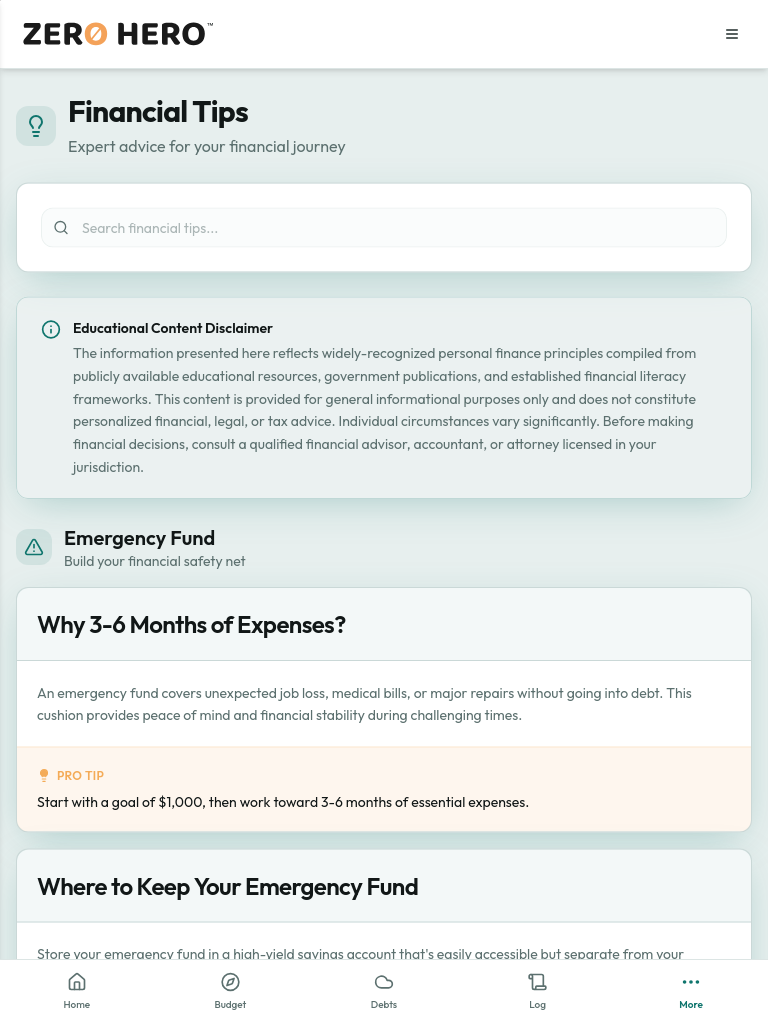 ZERO HERO™
Financial Tips
Expert advice for your financial journey
Search financial tips...
Educational Content Disclaimer
The information presented here reflects widely-recognized personal finance principles compiled from
publicly available educational resources, government publications, and established financial literacy
frameworks. This content is provided for general informational purposes only and does not constitute
personalized financial, legal, or tax advice. Individual circumstances vary significantly. Before making
financial decisions, consult a qualified financial advisor, accountant, or attorney licensed in your
jurisdiction.
Emergency Fund
Build your financial safety net
Why 3-6 Months of Expenses?
An emergency fund covers unexpected job loss, medical bills, or major repairs without going into debt. This
cushion provides peace of mind and financial stability during challenging times.
PRO TIP
Start with a goal of $1,000, then work toward 3-6 months of essential expenses.
Where to Keep Your Emergency Fund
Store your emergency fund in a high-yield savings account that's easily accessible but separate from your
Home
Budget
Debts
Log
More